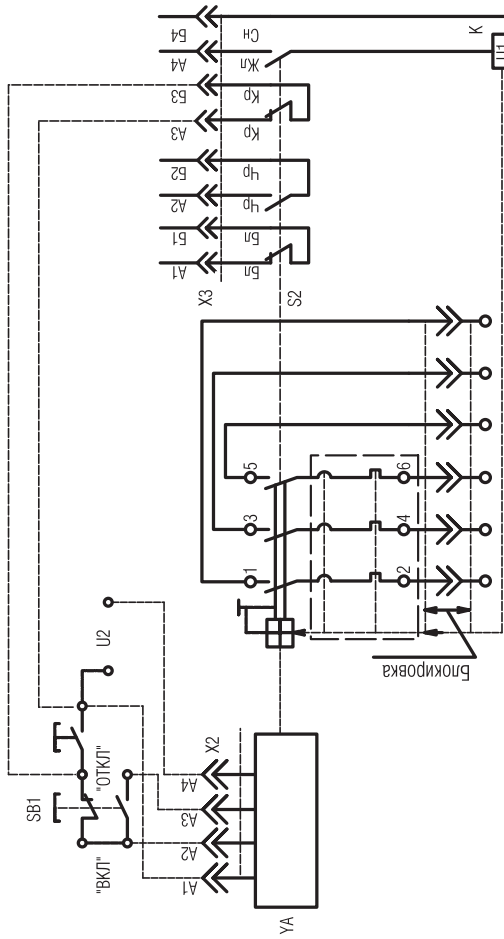 Б4
А4
Б3
А3
Б2
А2
Б1
А1
Сн
Жл
Кр
Кр
Чр
Чр
Бл
Бл
К
U1
X3
S2
1
3
5
2
4
6
Блокировка
U2
SB1
"ОТКЛ"
"ВКЛ"
X2
А4
А3
А2
А1
YA